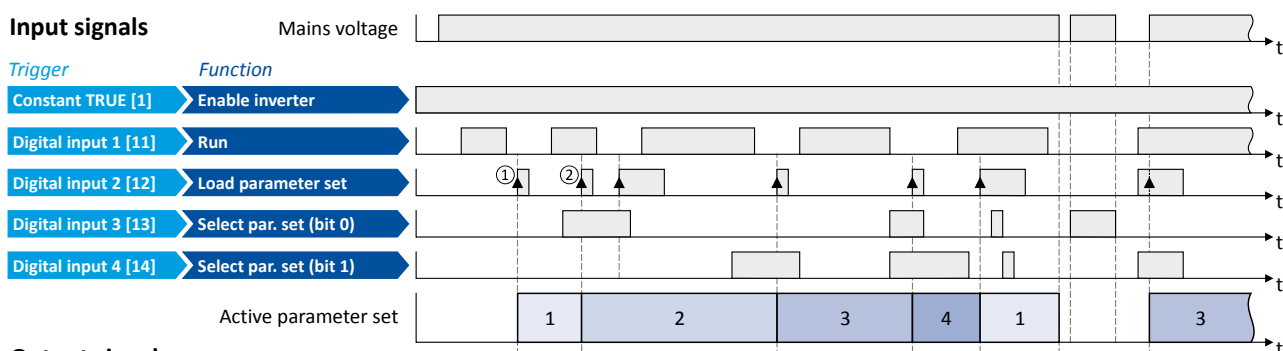 Input signals Mains voltage t
Trigger Function
Constant TRUE [1] Enable inverter t
Digital input 1 [11] Run t
Digital input 2 [12] Load parameter set ① ② t
Digital input 3 [13] Select par. set (bit 0) t
Digital input 4 [14] Select par. set (bit 1) t
Active parameter set 1 2 3 4 1 3 t